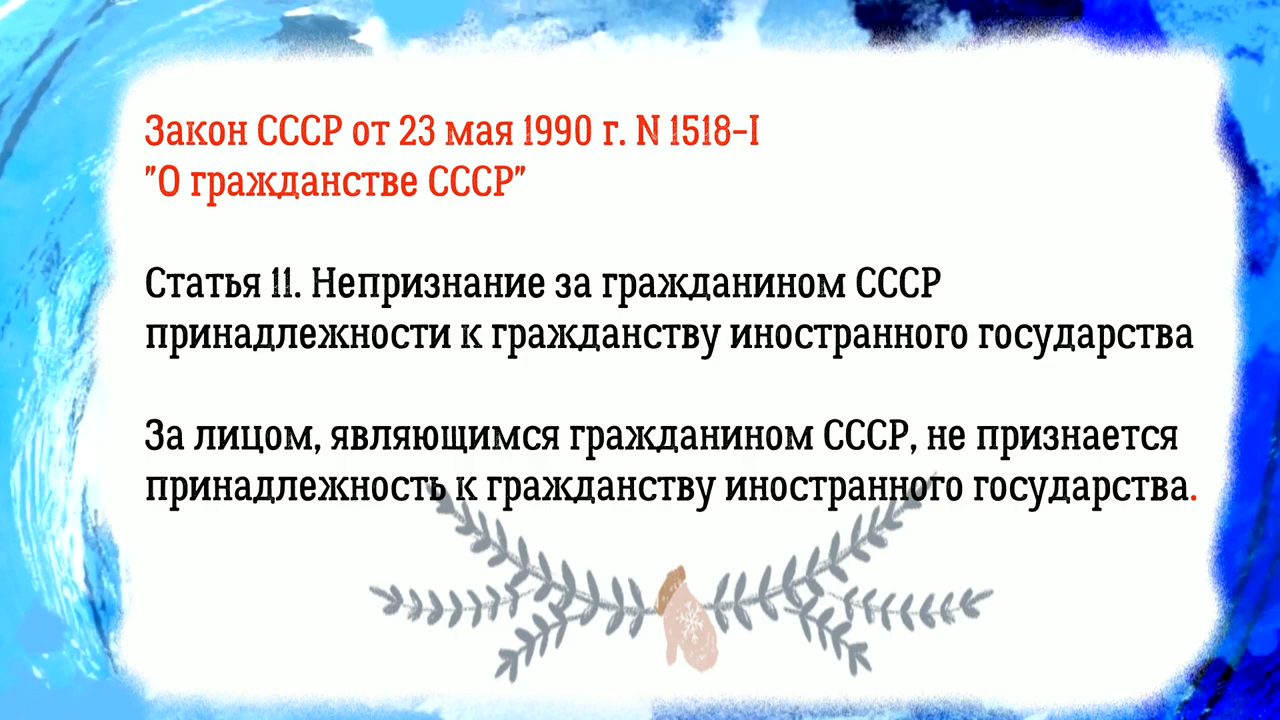 Закон СССР от 23 мая 1990 г. N 1518-I
"О гражданстве СССР"
Статья 11. Непризнание за гражданином СССР
принадлежности к гражданству иностранного государства
За лицом, являющимся гражданином СССР, не признается
принадлежность к гражданству иностранного государства.